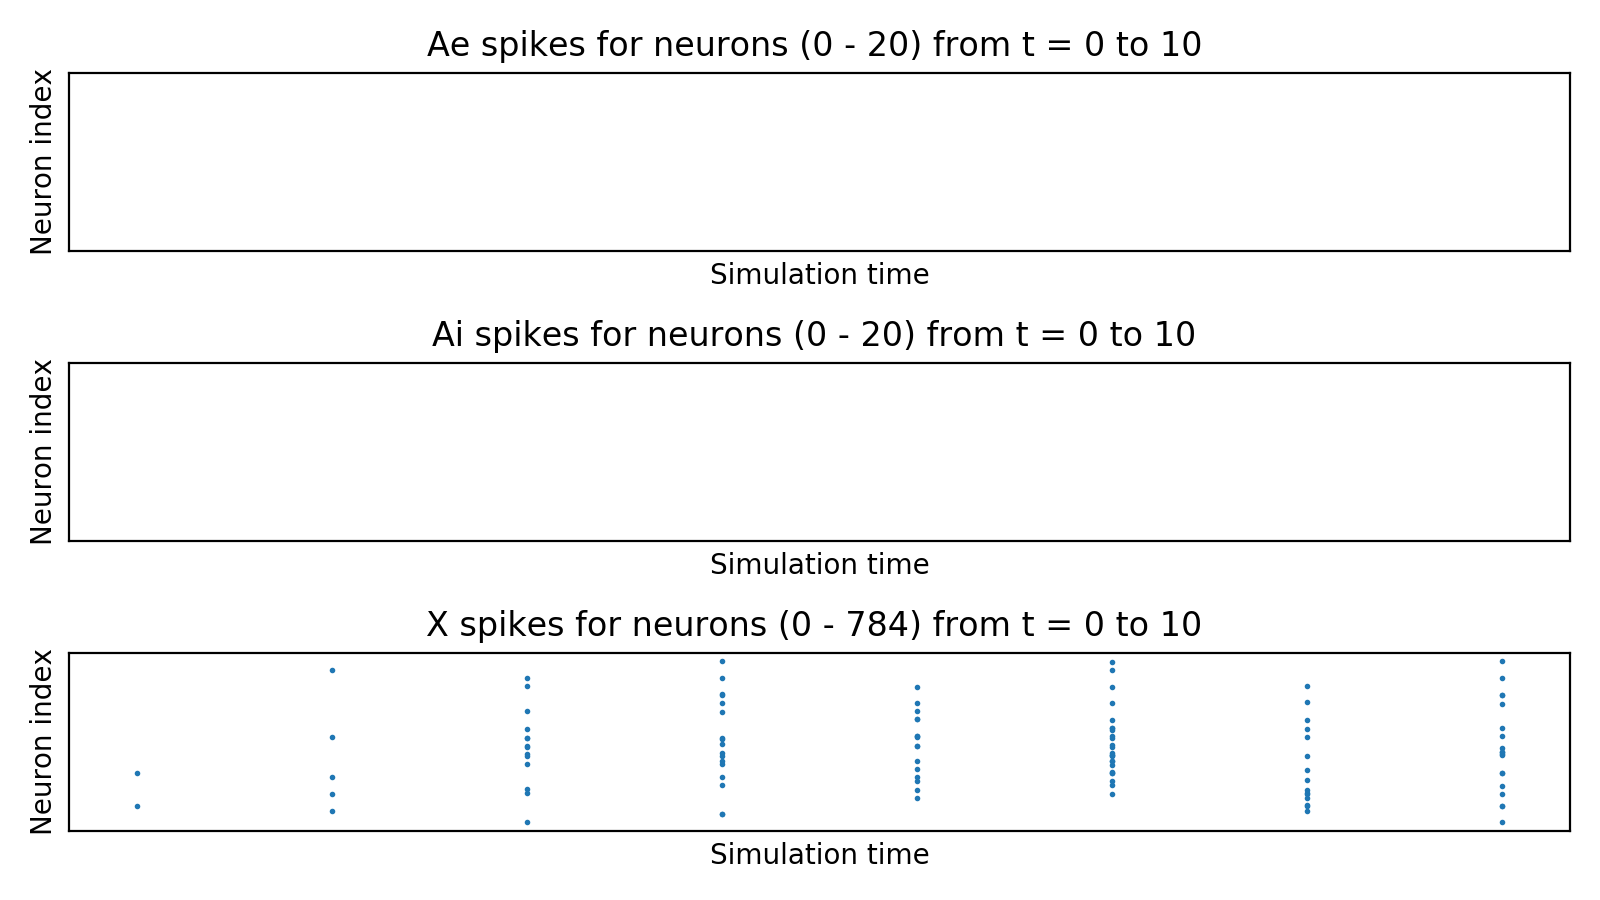 Ae spikes for neurons (0 - 20) from t = 0 to 10
Neuron index
Simulation time
Ai spikes for neurons (0 - 20) from t = 0 to 10
Neuron index
Simulation time
X spikes for neurons (0 - 784) from t = 0 to 10
Neuron index
Simulation time